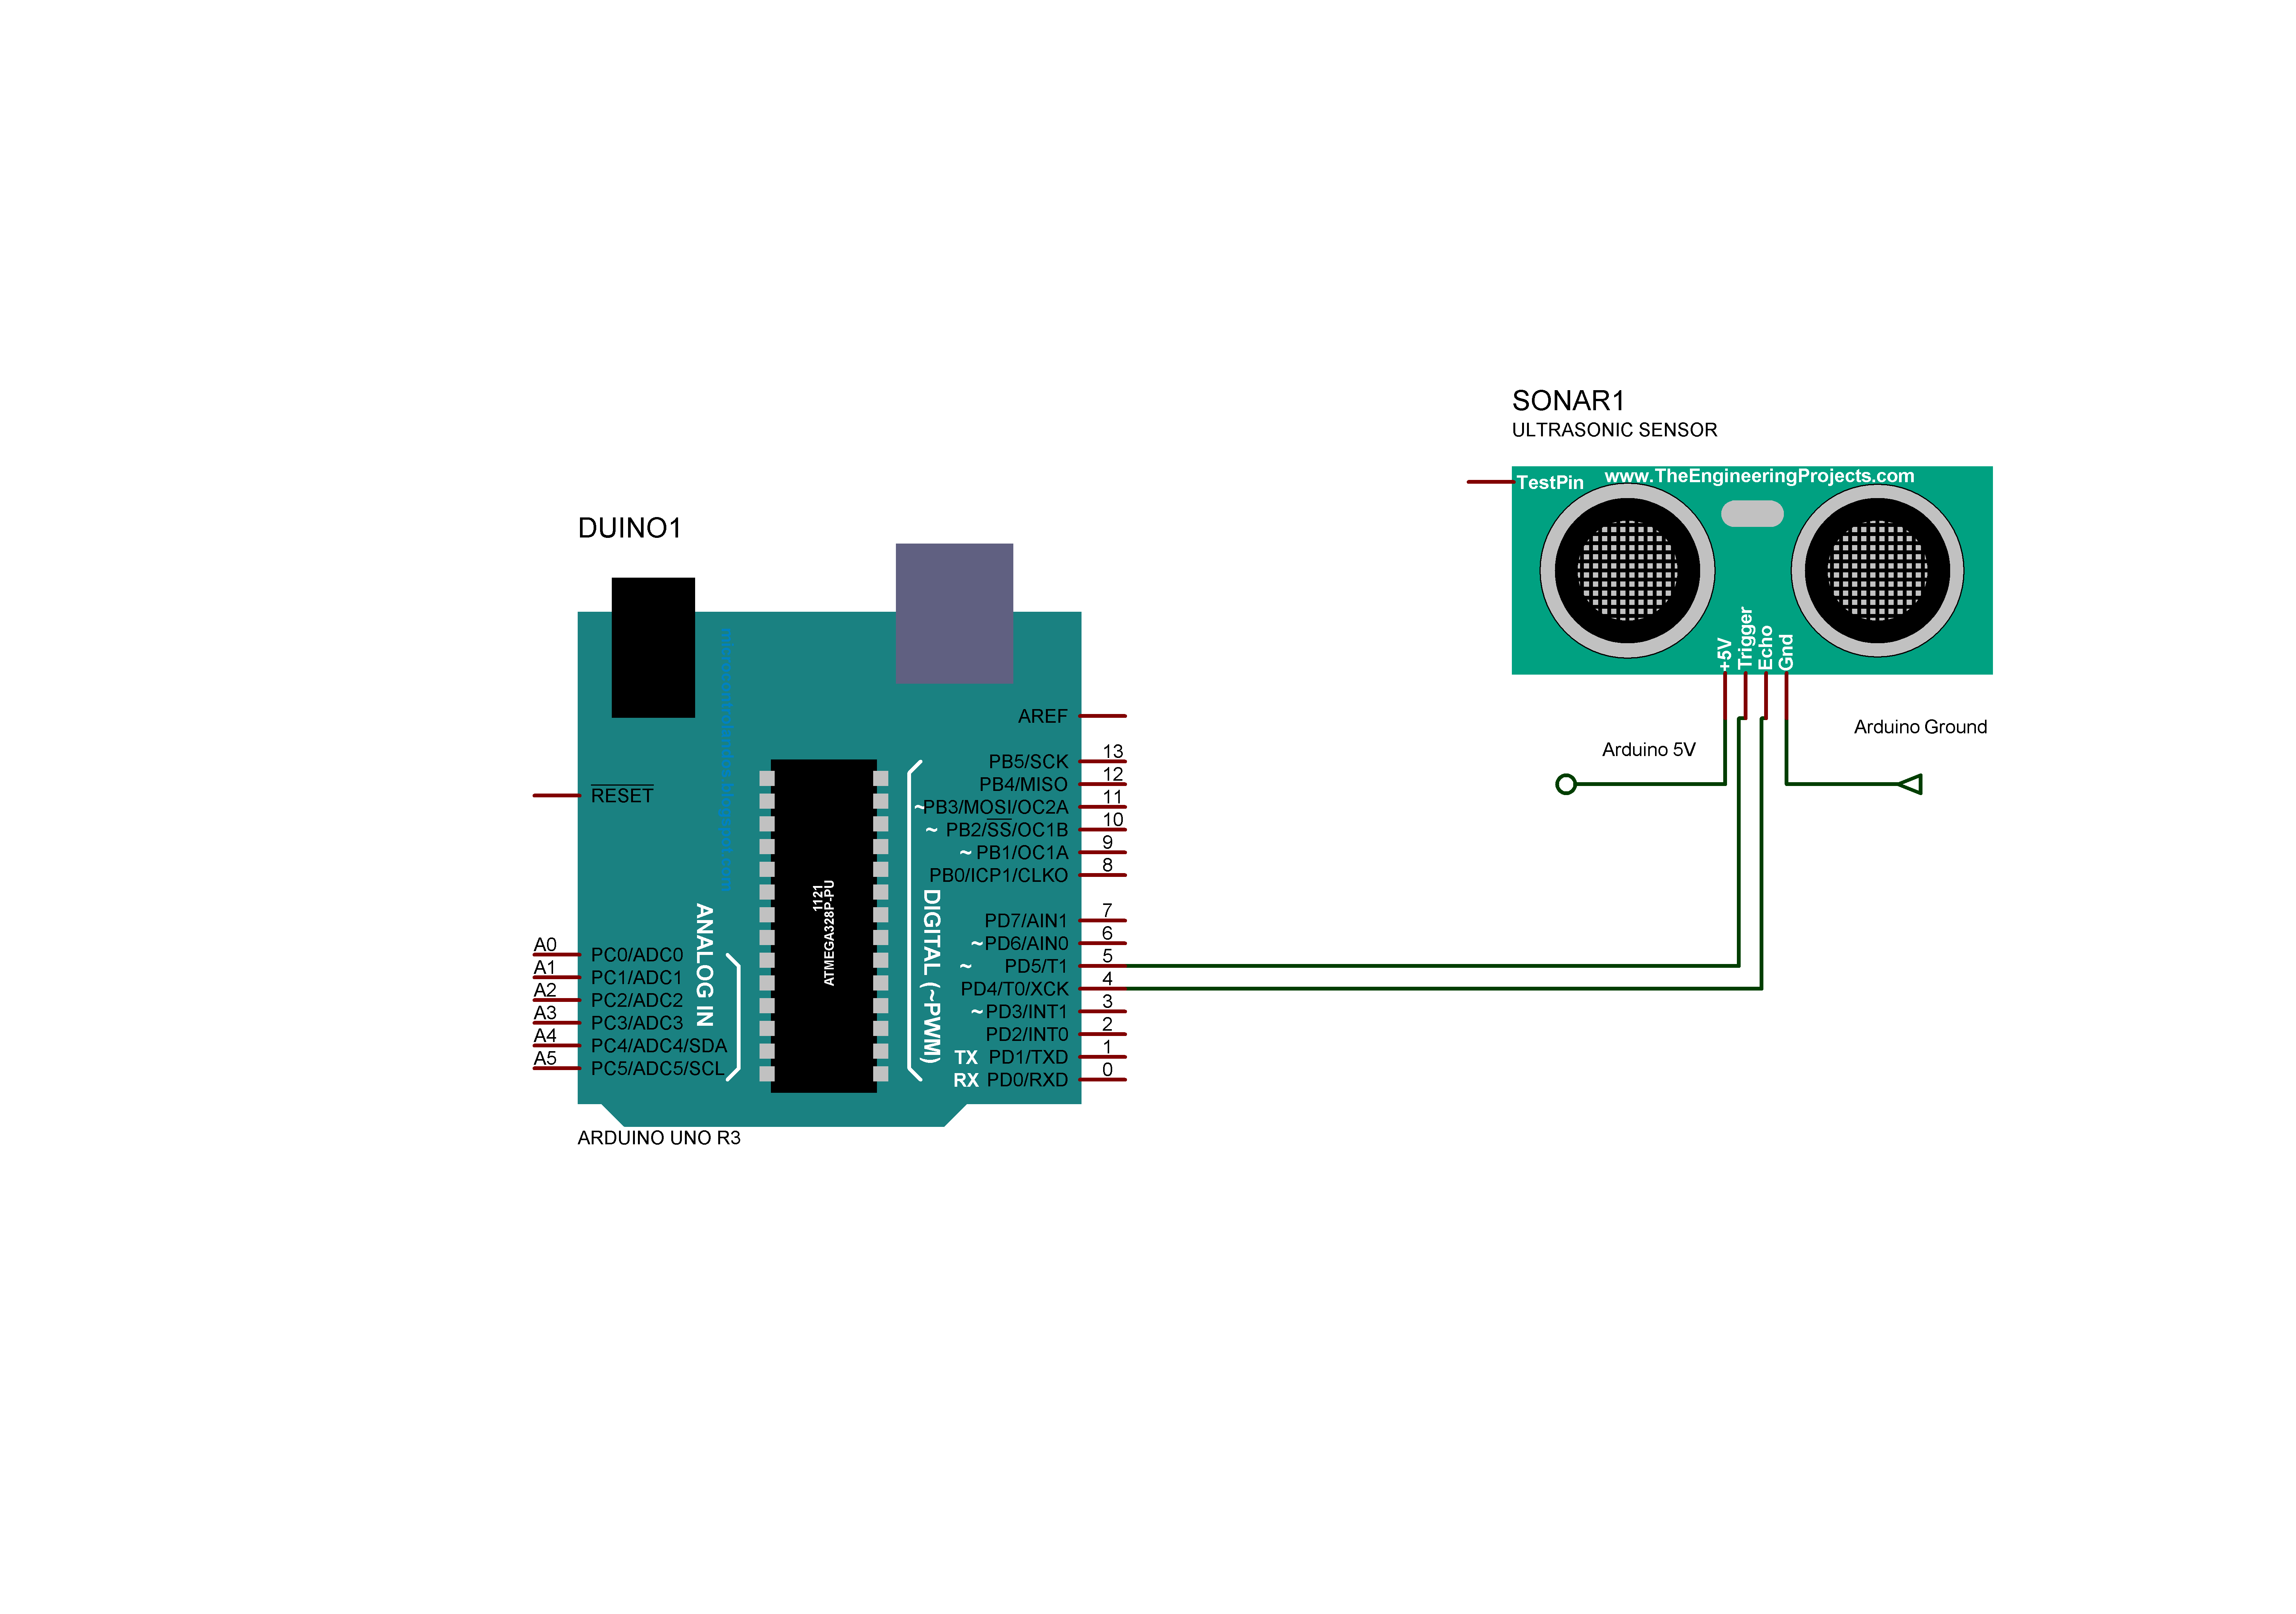 SONAR1
ULTRASONIC SENSOR
www.TheEngineeringProjects.com
TestPin
+5V
Trigger
Echo
Gnd
Arduino 5V
Arduino Ground
DUINO1
AREF
13
PB5/SCK
12
PB4/MISO
11
~PB3/MOSI/OC2A
10
~ PB2/SS/OC1B
9
~ PB1/OC1A
8
PB0/ICP1/CLKO
7
PD7/AIN1
6
~PD6/AIN0
5
~ PD5/T1
4
PD4/T0/XCK
3
~PD3/INT1
2
PD2/INT0
1
TX PD1/TXD
0
RX PD0/RXD
DIGITAL (~PWM)
1121
ATMEGA328P-PU
RESET
ANALOG IN
A0
PC0/ADC0
A1
PC1/ADC1
A2
PC2/ADC2
A3
PC3/ADC3
A4
PC4/ADC4/SDA
A5
PC5/ADC5/SCL
ARDUINO UNO R3